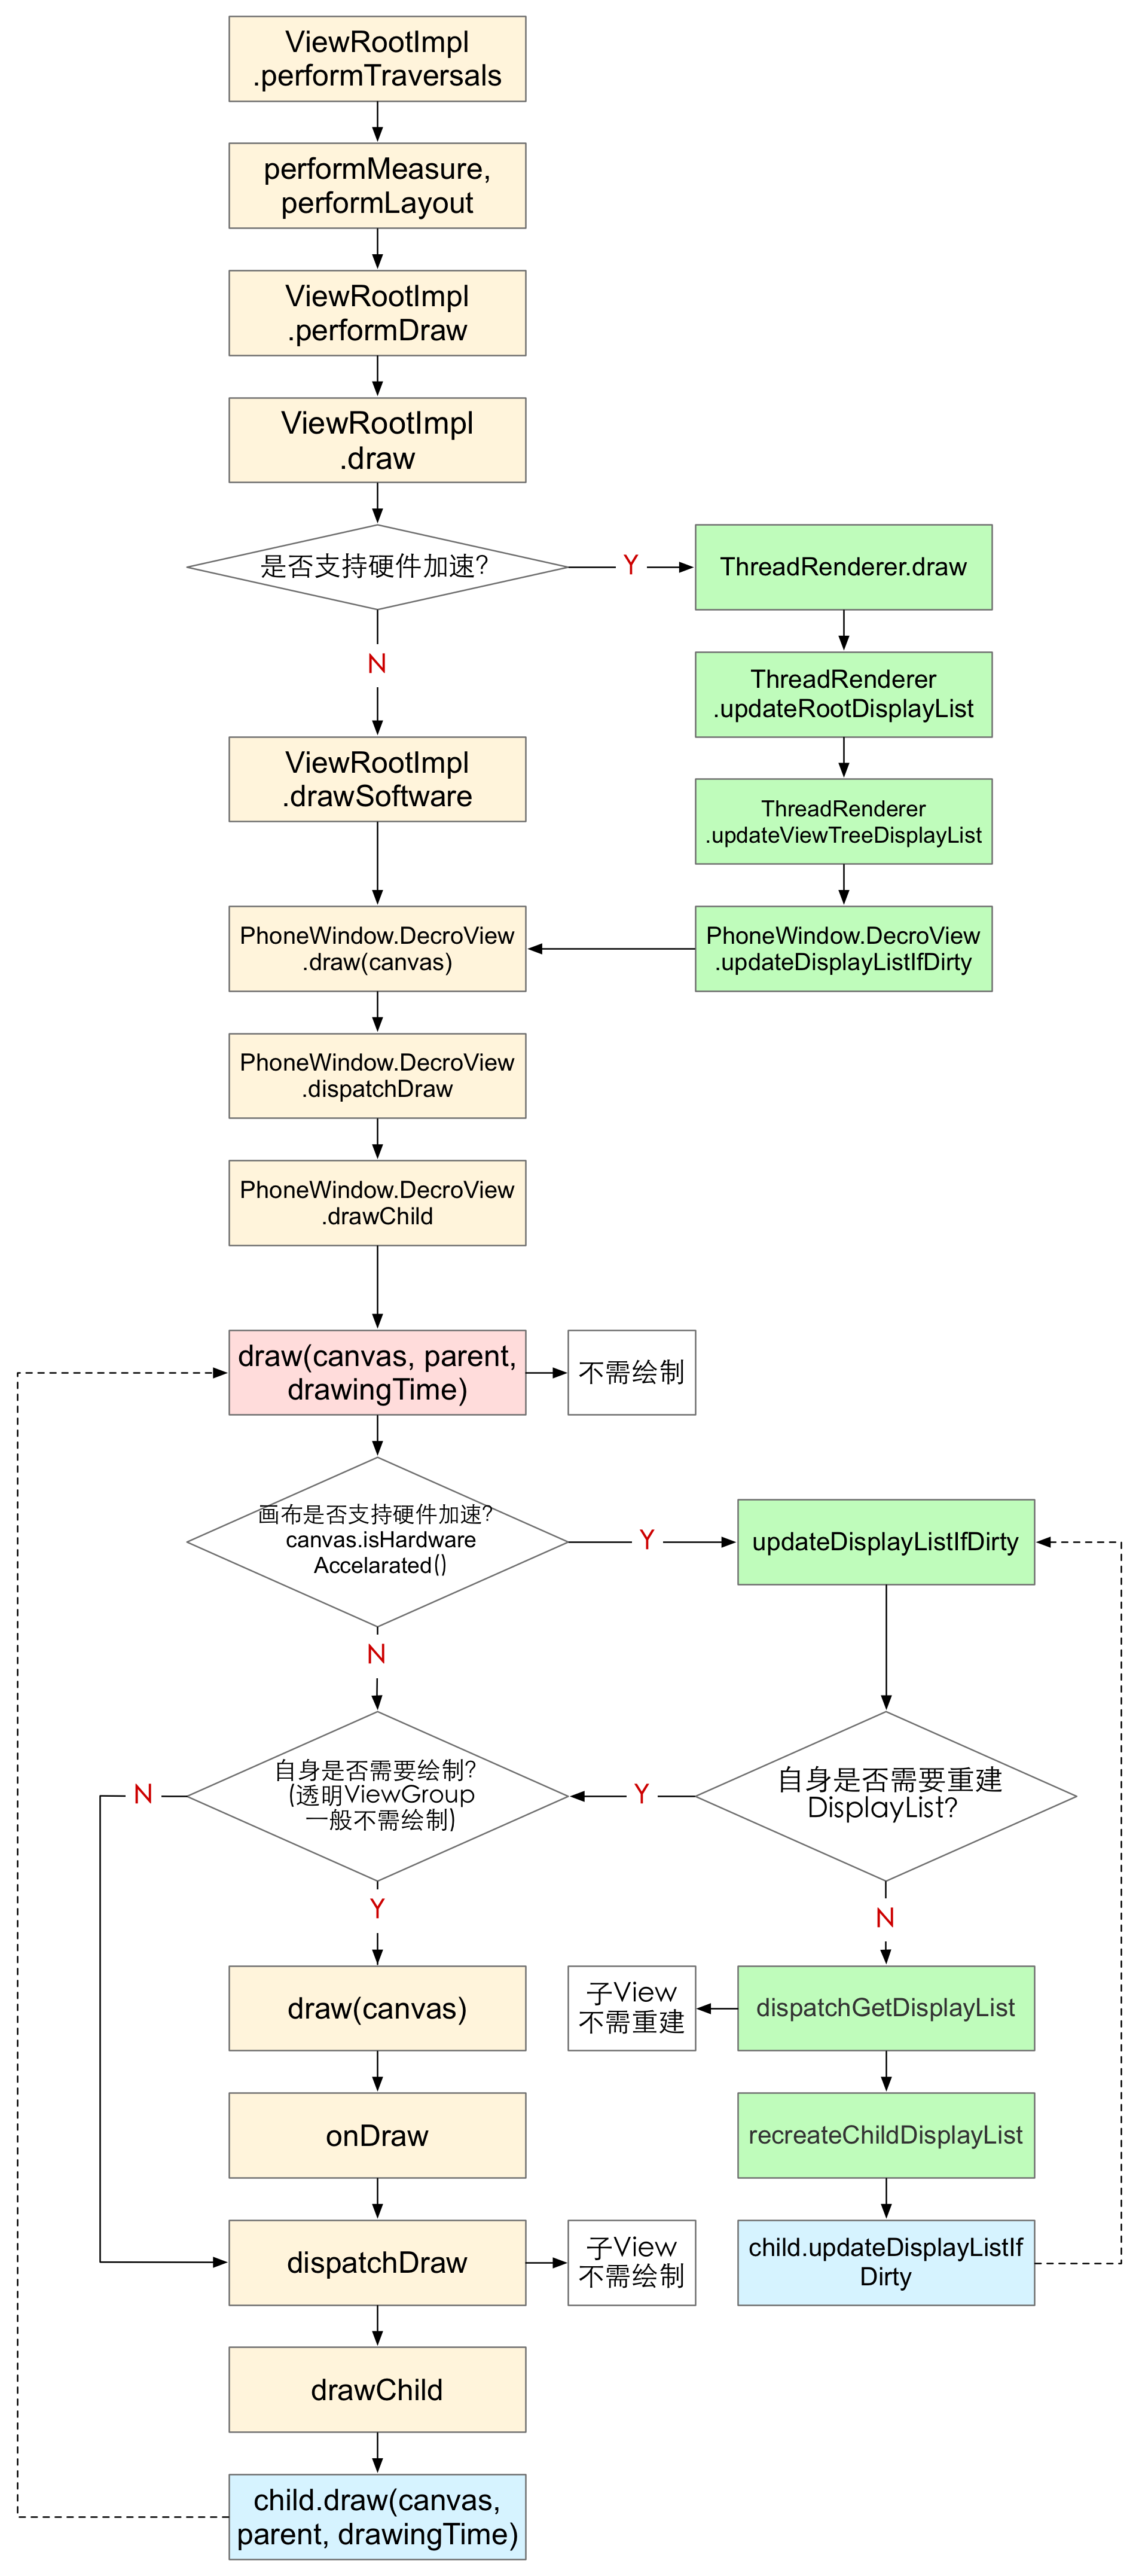 ViewRootImpl
.performTraversals
performMeasure,
performLayout
ViewRootImpl
.performDraw
ViewRootImpl
.draw
是否支持硬件加速?
Y
ThreadRenderer.draw
N
ThreadRenderer
.updateRootDisplayList
ViewRootImpl
.drawSoftware
ThreadRenderer
.updateViewTreeDisplayList
PhoneWindow.DecroView
.draw(canvas)
PhoneWindow.DecroView
.updateDisplayListIfDirty
PhoneWindow.DecroView
.dispatchDraw
PhoneWindow.DecroView
.drawChild
draw(canvas, parent,
drawingTime)
不需绘制
画布是否支持硬件加速?
canvas.isHardware
Accelarated()
Y
updateDisplayListIfDirty
N
自身是否需要绘制?
(透明ViewGroup
一般不需绘制)
N
Y
自身是否需要重建
DisplayList?
Y
N
draw(canvas)
子View
不需重建
dispatchGetDisplayList
onDraw
recreateChildDisplayList
dispatchDraw
子View
不需绘制
child.updateDisplayListIf
Dirty
drawChild
child.draw(canvas,
parent, drawingTime)